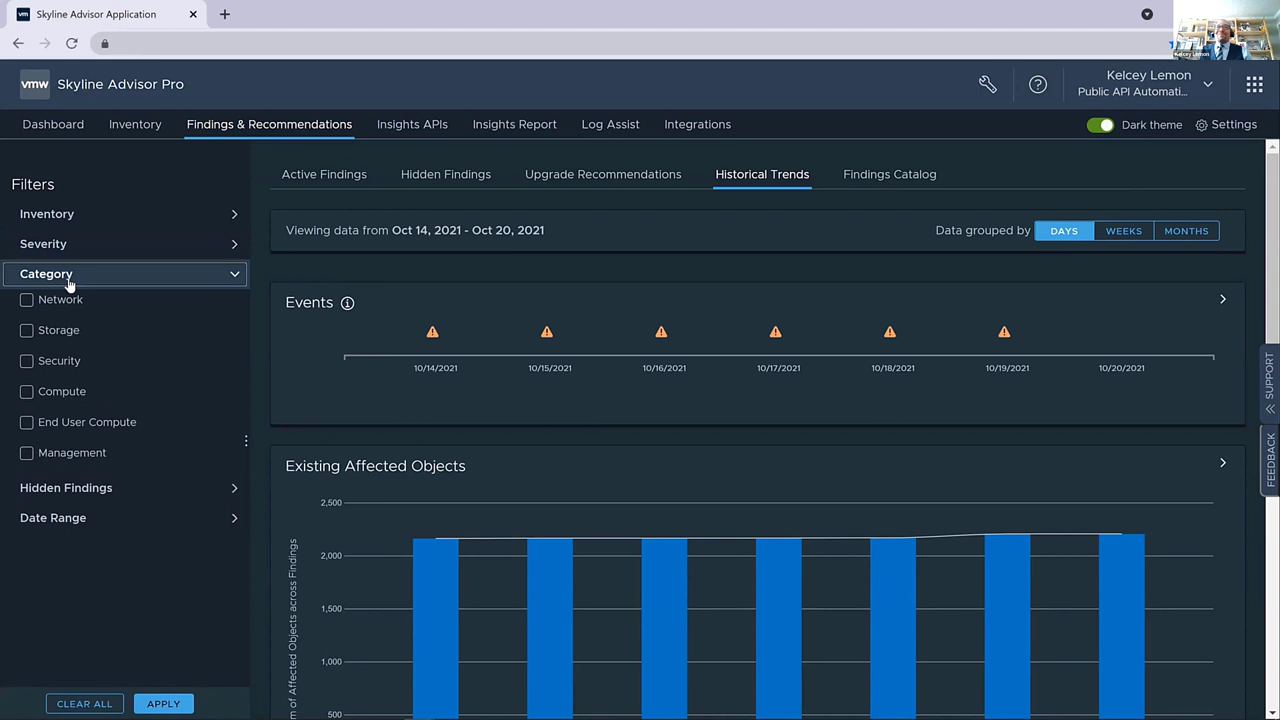 vm Skyline Advisor Application
vmw Skyline Advisor Pro
Kelcey Lemon
Public API Automati...
Kelcey Lemon
Dashboard Inventory Findings & Recommendations Insights APIs Insights Report Log Assist Integrations Dark theme Settings
Filters
Inventory
Severity
Category
Network
Storage
Security
Compute
End User Compute
Management
Hidden Findings
Date Range
CLEAR ALL APPLY
Active Findings Hidden Findings Upgrade Recommendations Historical Trends Findings Catalog
Viewing data from Oct 14, 2021 - Oct 20, 2021 Data grouped by DAYS WEEKS MONTHS
Events
10/14/2021 10/15/2021 10/16/2021 10/17/2021 10/18/2021 10/19/2021 10/20/2021
Existing Affected Objects
2,500
2,000
1,500
1,000
500
m of Affected Objects across Findings
SUPPORT
FEEDBACK